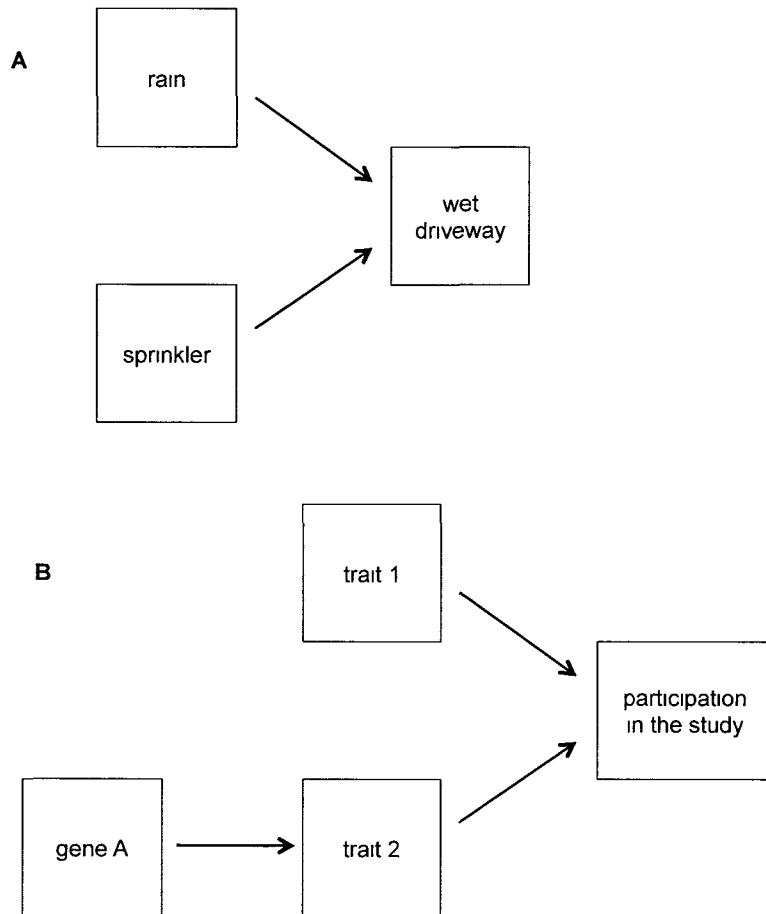 A
rain
wet
driveway
sprinkler
B
trait 1
participation
in the study
gene A
trait 2